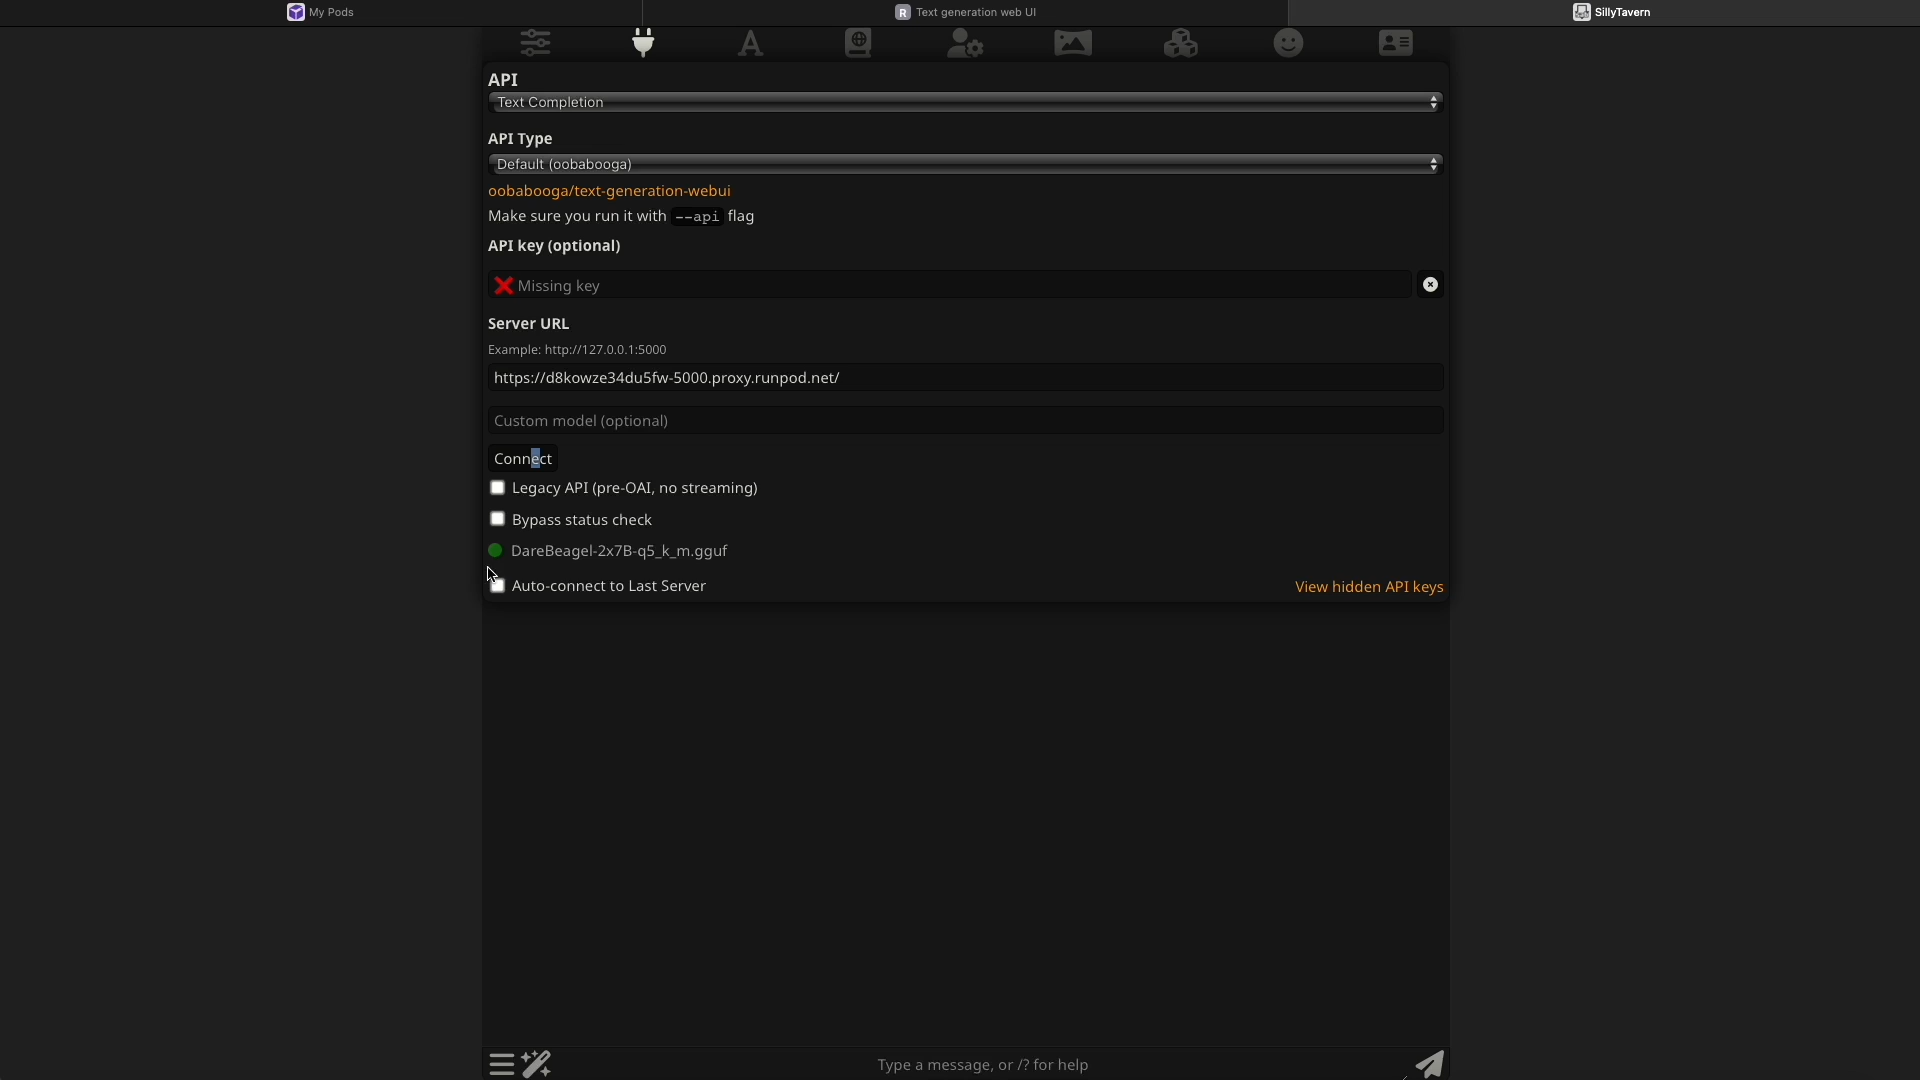 My Pods
Text generation web UI
SillyTavern
API
Text Completion
API Type
Default (oobabooga)
oobabooga/text-generation-webui
Make sure you run it with --api flag
API key (optional)
❌ Missing key
Server URL
Example: http://127.0.0.1:5000
https://d8kowze34du5fw-5000.proxy.runpod.net/
Custom model (optional)
Connect
Legacy API (pre-OAI, no streaming)
Bypass status check
DareBeagel-2x7B-q5_k_m.gguf
Auto-connect to Last Server
View hidden API keys
Type a message, or /? for help